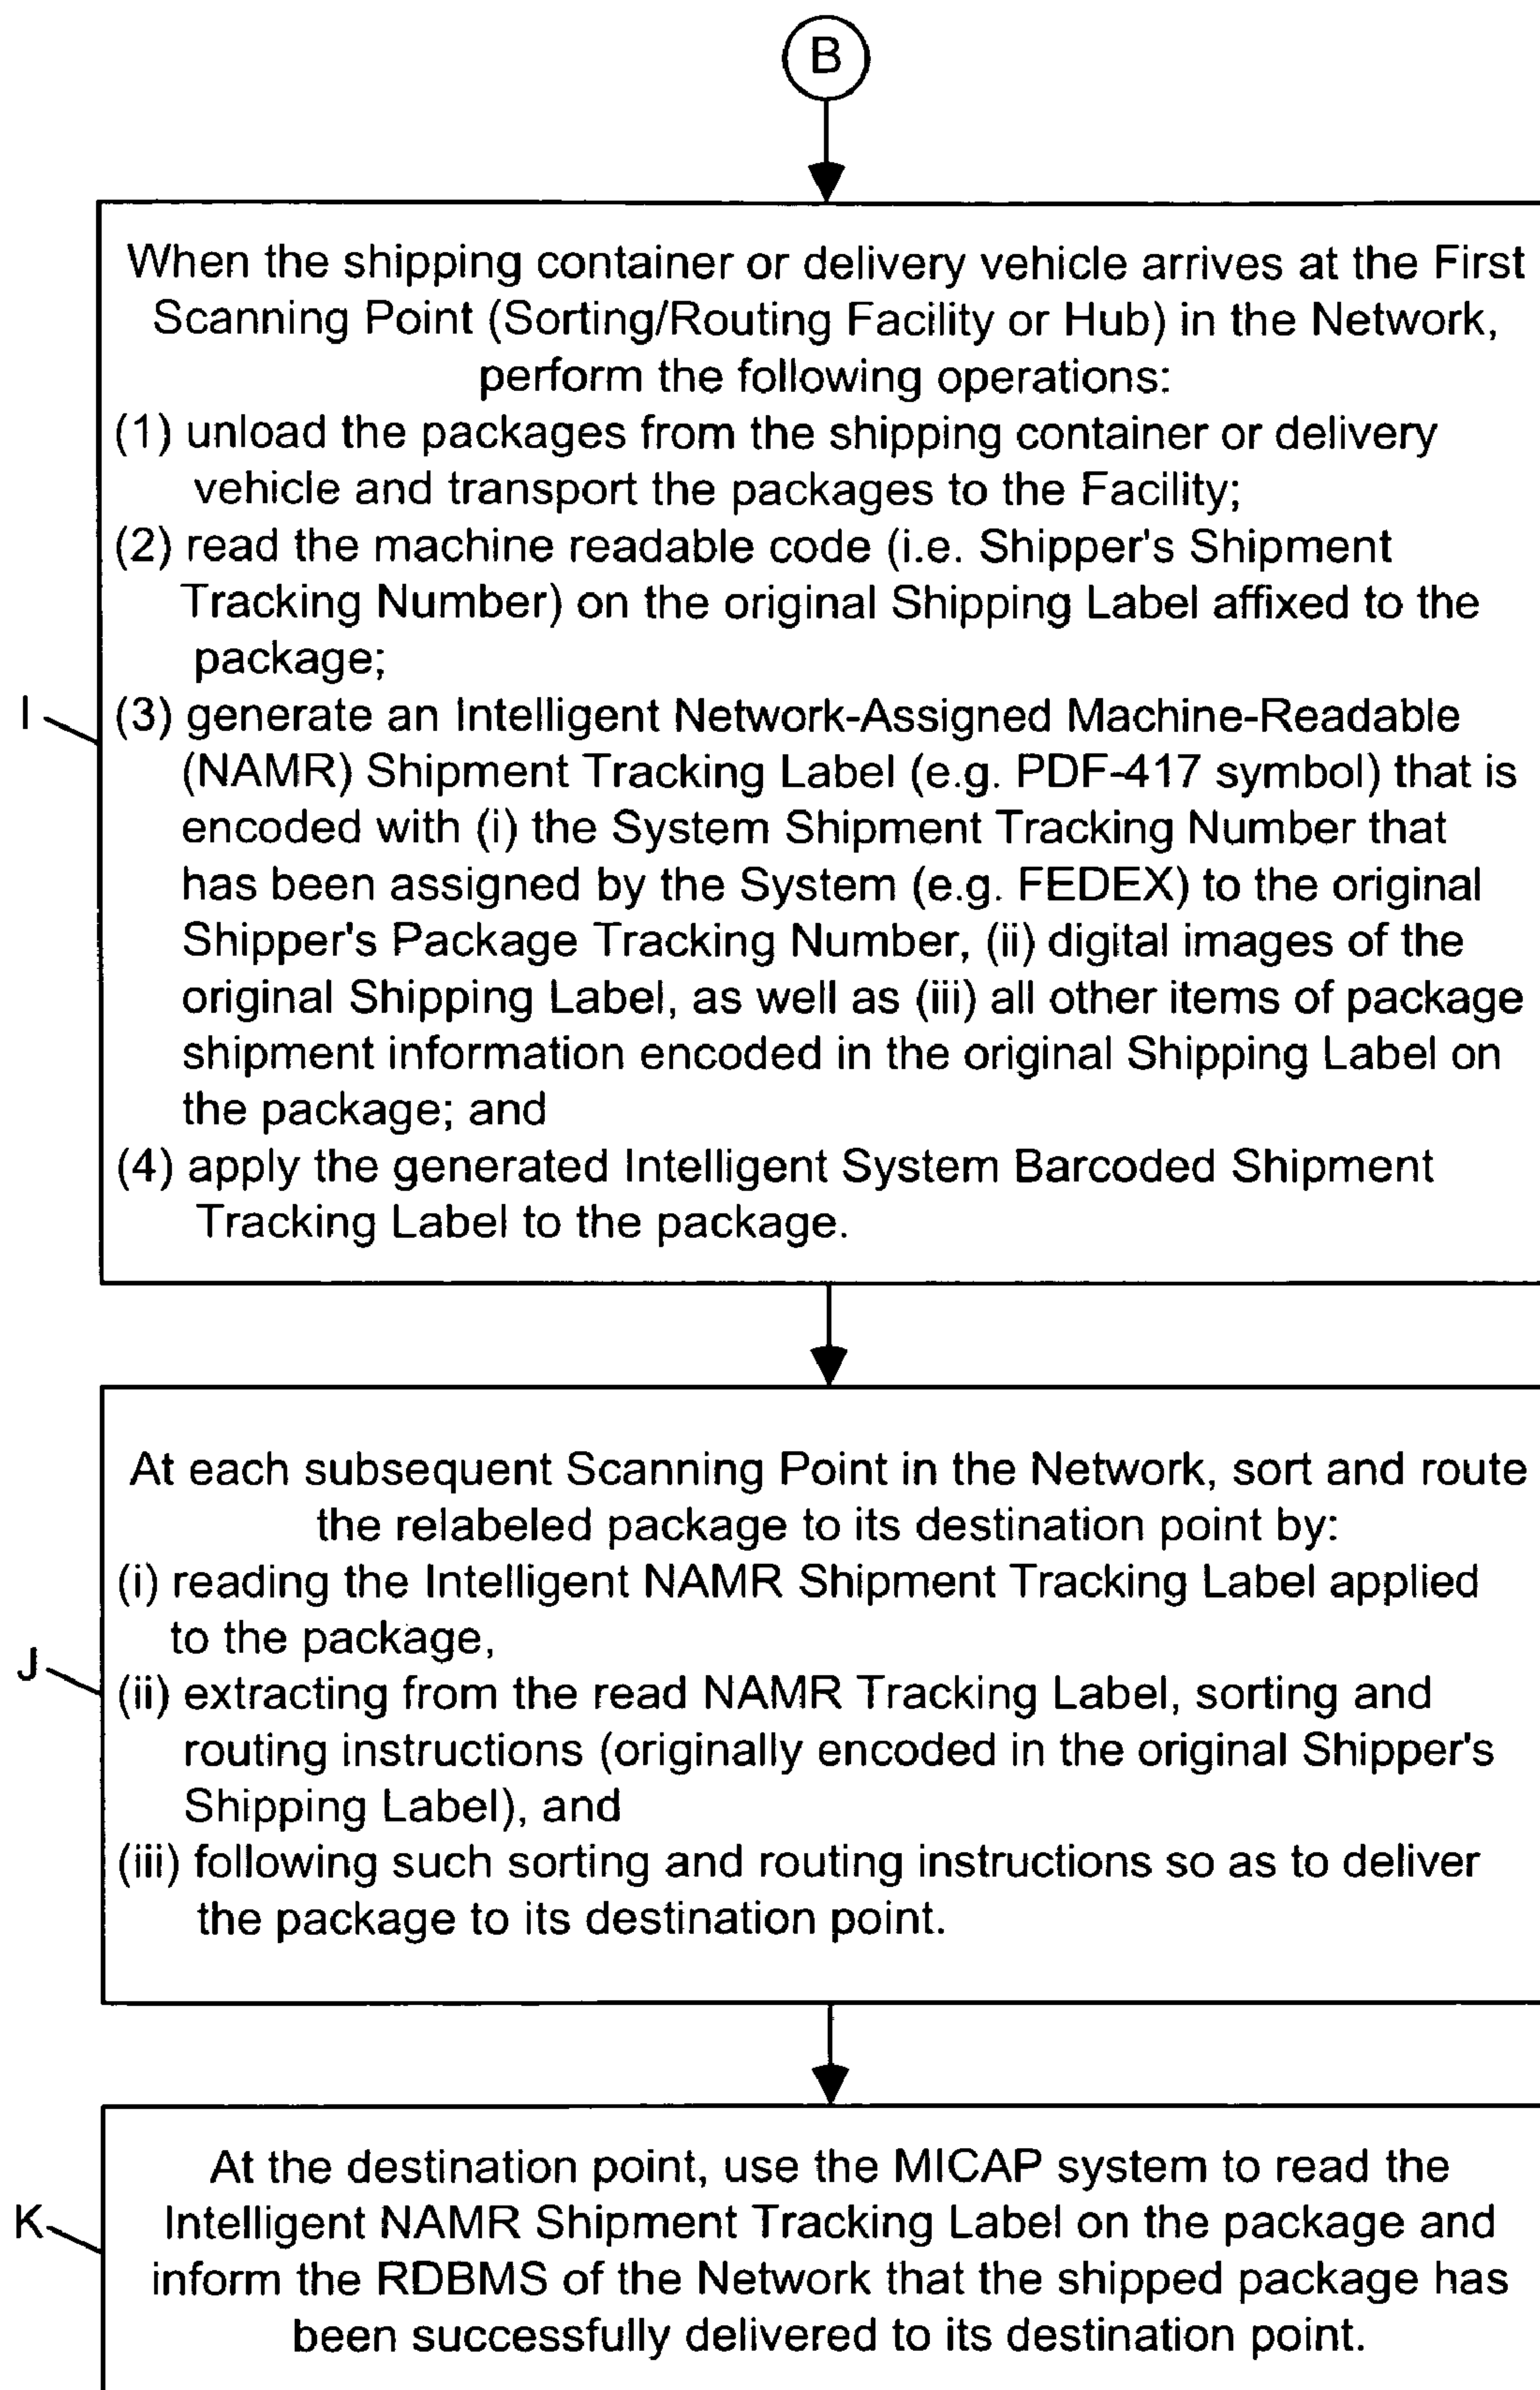 B
When the shipping container or delivery vehicle arrives at the First
Scanning Point (Sorting/Routing Facility or Hub) in the Network,
perform the following operations:
(1) unload the packages from the shipping container or delivery
vehicle and transport the packages to the Facility;
(2) read the machine readable code (i.e. Shipper's Shipment
Tracking Number) on the original Shipping Label affixed to the
package;
I
(3) generate an Intelligent Network-Assigned Machine-Readable
(NAMR) Shipment Tracking Label (e.g. PDF-417 symbol) that is
encoded with (i) the System Shipment Tracking Number that
has been assigned by the System (e.g. FEDEX) to the original
Shipper's Package Tracking Number, (ii) digital images of the
original Shipping Label, as well as (iii) all other items of package
shipment information encoded in the original Shipping Label on
the package; and
(4) apply the generated Intelligent System Barcoded Shipment
Tracking Label to the package.
At each subsequent Scanning Point in the Network, sort and route
the relabeled package to its destination point by:
(i) reading the Intelligent NAMR Shipment Tracking Label applied
to the package,
J
(ii) extracting from the read NAMR Tracking Label, sorting and
routing instructions (originally encoded in the original Shipper's
Shipping Label), and
(iii) following such sorting and routing instructions so as to deliver
the package to its destination point.
At the destination point, use the MICAP system to read the
K
Intelligent NAMR Shipment Tracking Label on the package and
inform the RDBMS of the Network that the shipped package has
been successfully delivered to its destination point.